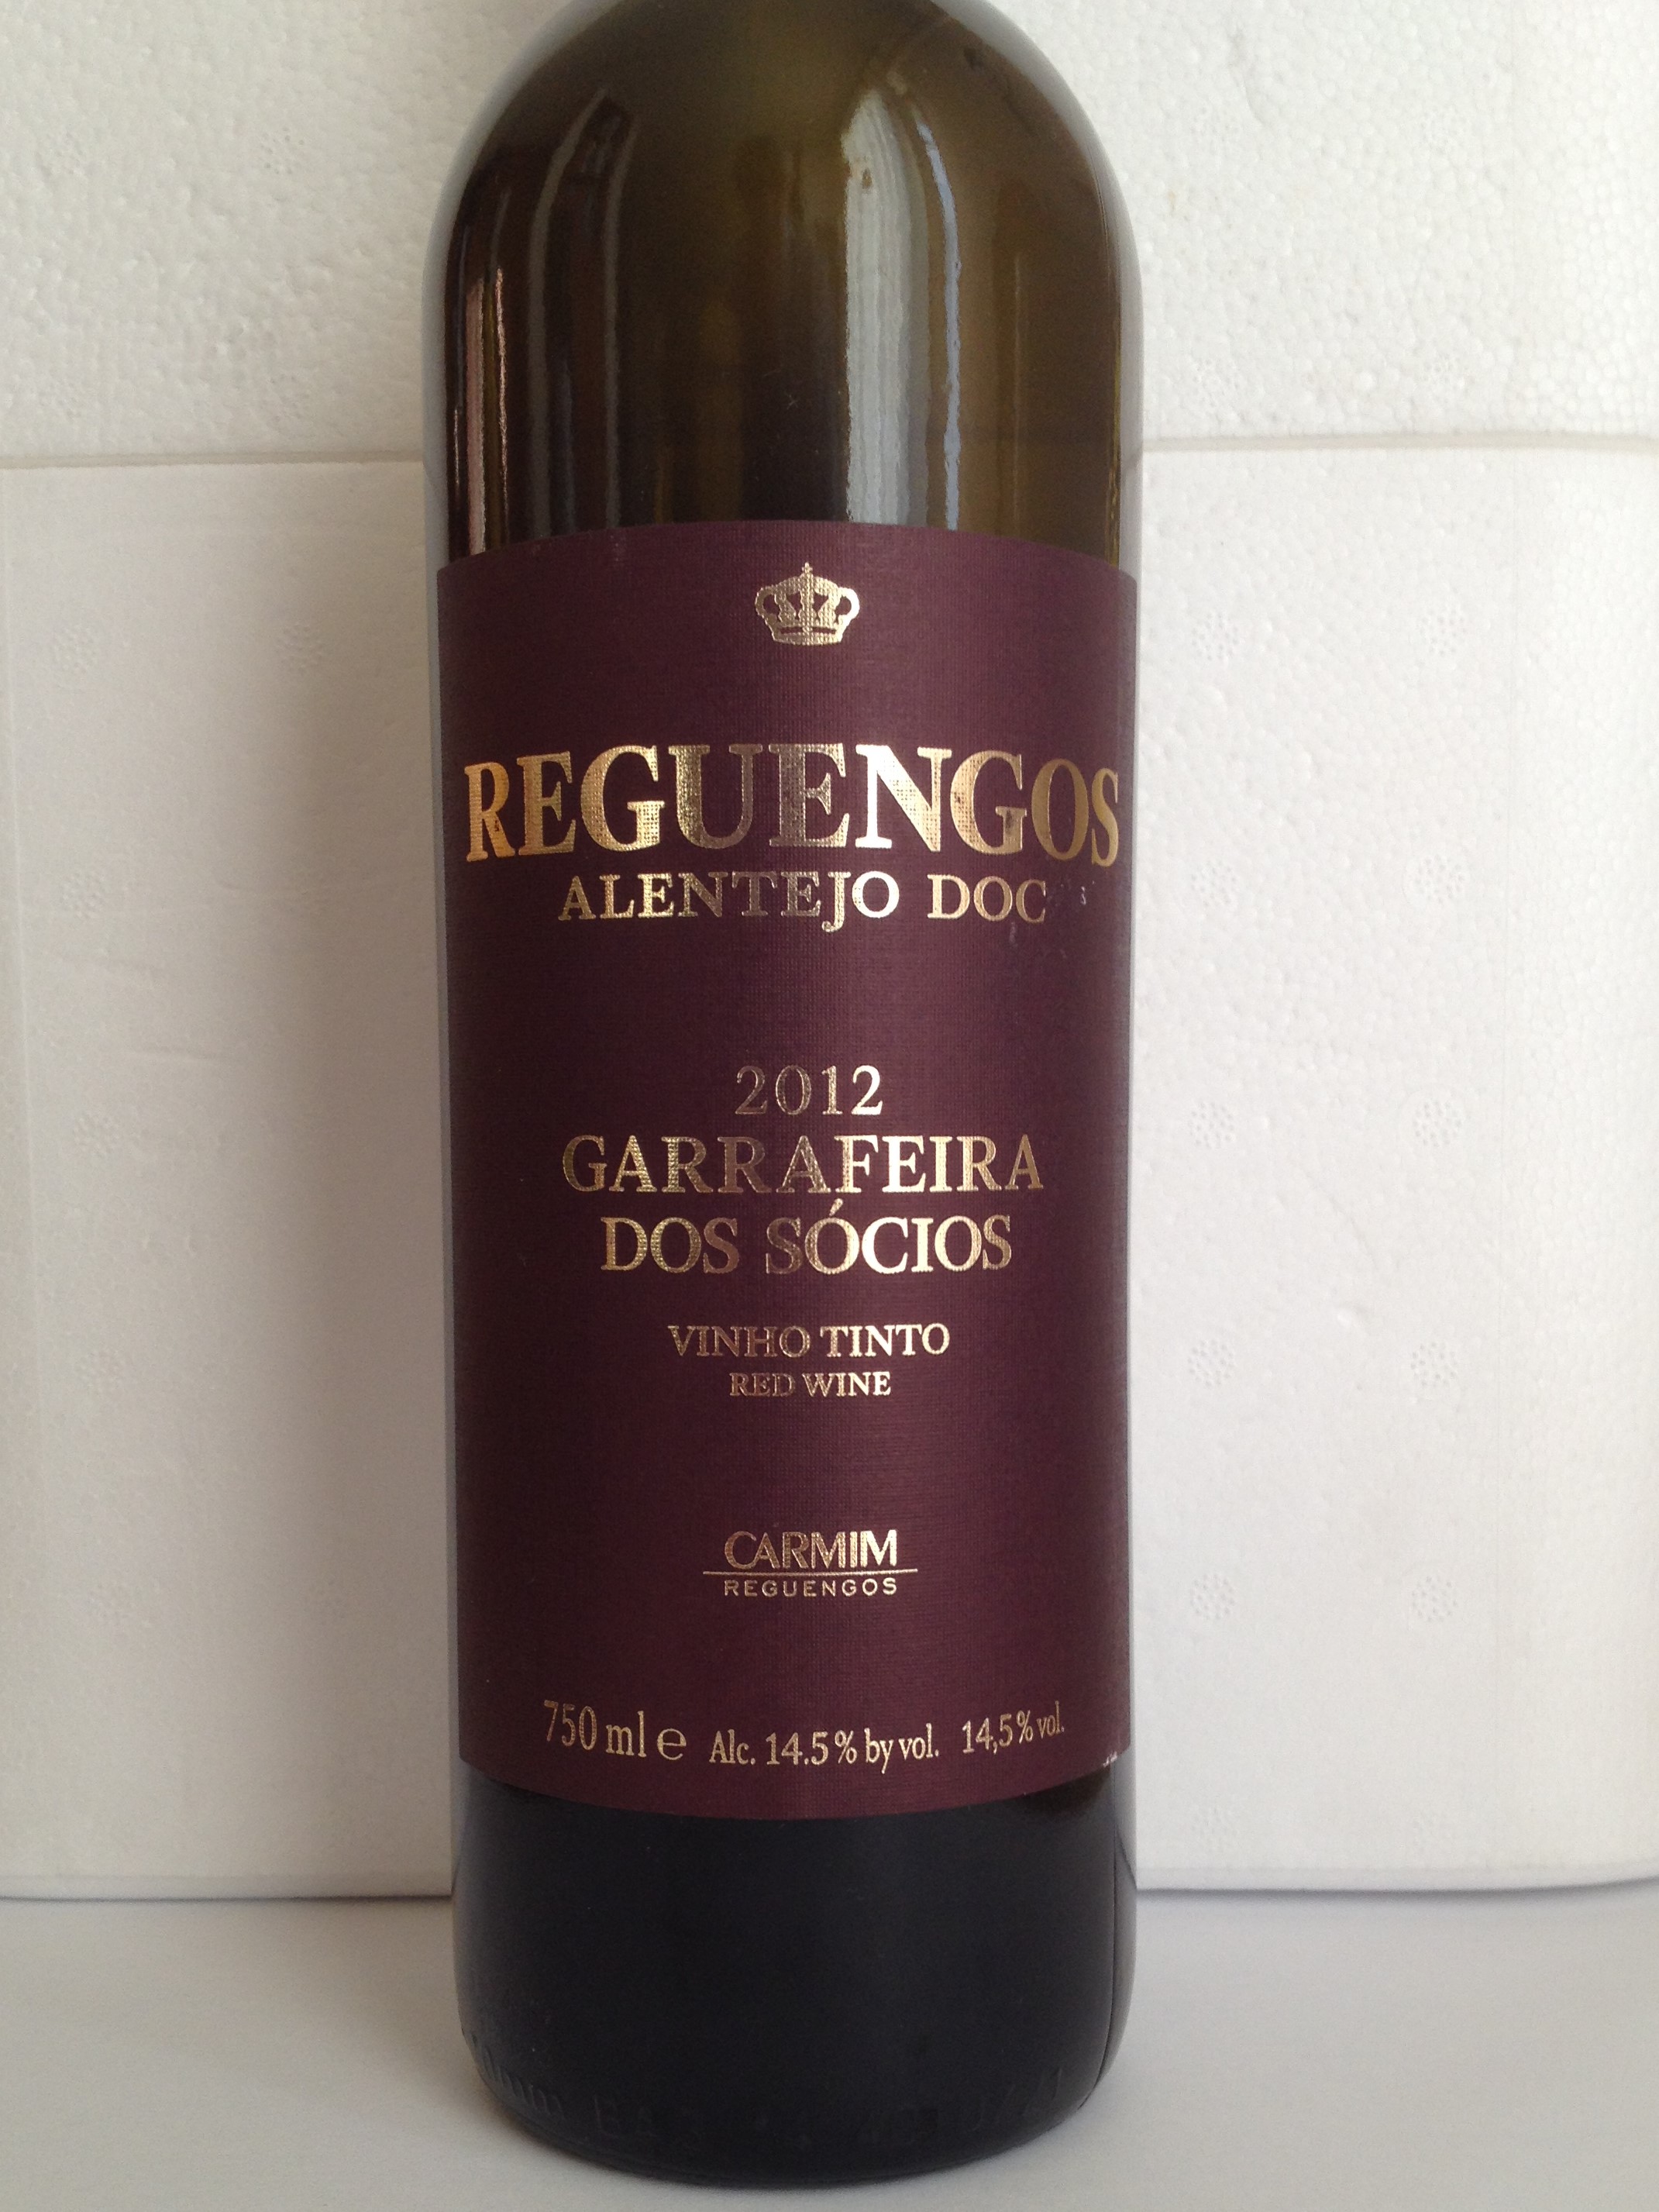 REGUENGOS
ALENTEJO DOC
2012
GARRAFEIRA
DOS SÓCIOS
VINHO TINTO
RED WINE
CARMIM
REGUENGOS
750 ml ℮ Alc. 14.5% by vol. 14,5% vol.